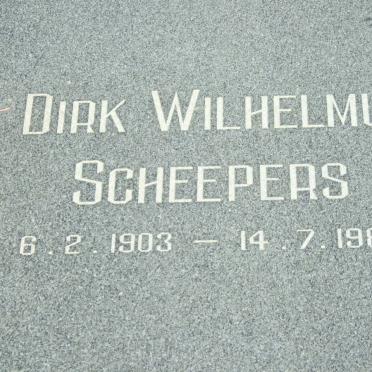 Dirk Wilhelmu
Scheepers
6.2.1903 – 14.7.198